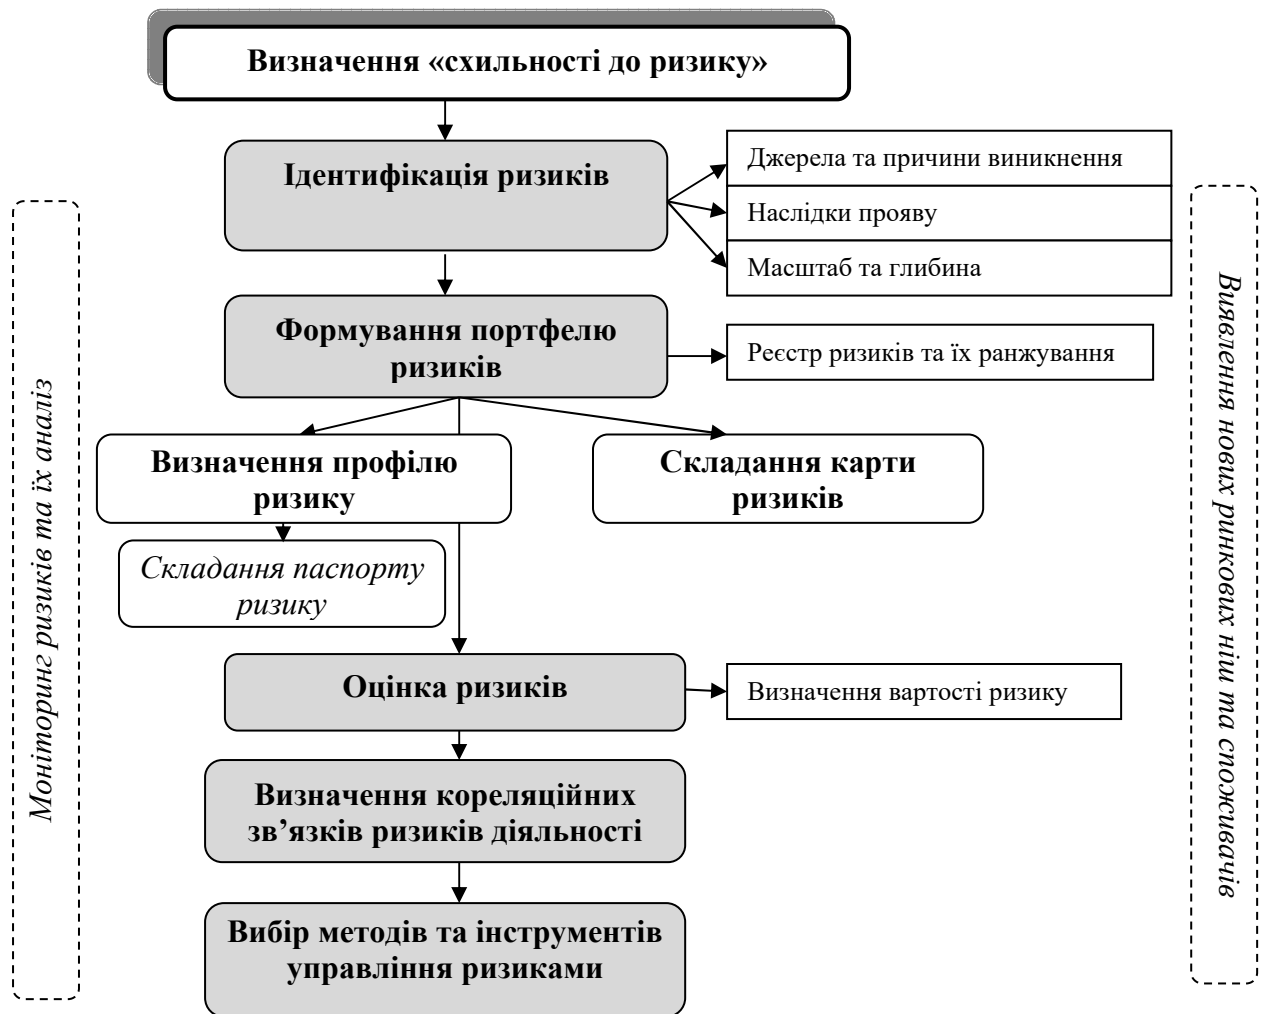 Визначення «схильності до ризику»
Ідентифікація ризиків
Джерела та причини виникнення
Наслідки прояву
Масштаб та глибина
Формування портфелю
ризиків
Реєстр ризиків та їх ранжування
Визначення профілю
ризику
Складання карти
ризиків
Складання паспорту
ризику
Оцінка ризиків
Визначення вартості ризику
Визначення кореляційних
зв’язків ризиків діяльності
Вибір методів та інструментів
управління ризиками
Моніторинг ризиків та їх аналіз
Виявлення нових ринкових ніш та споживачів